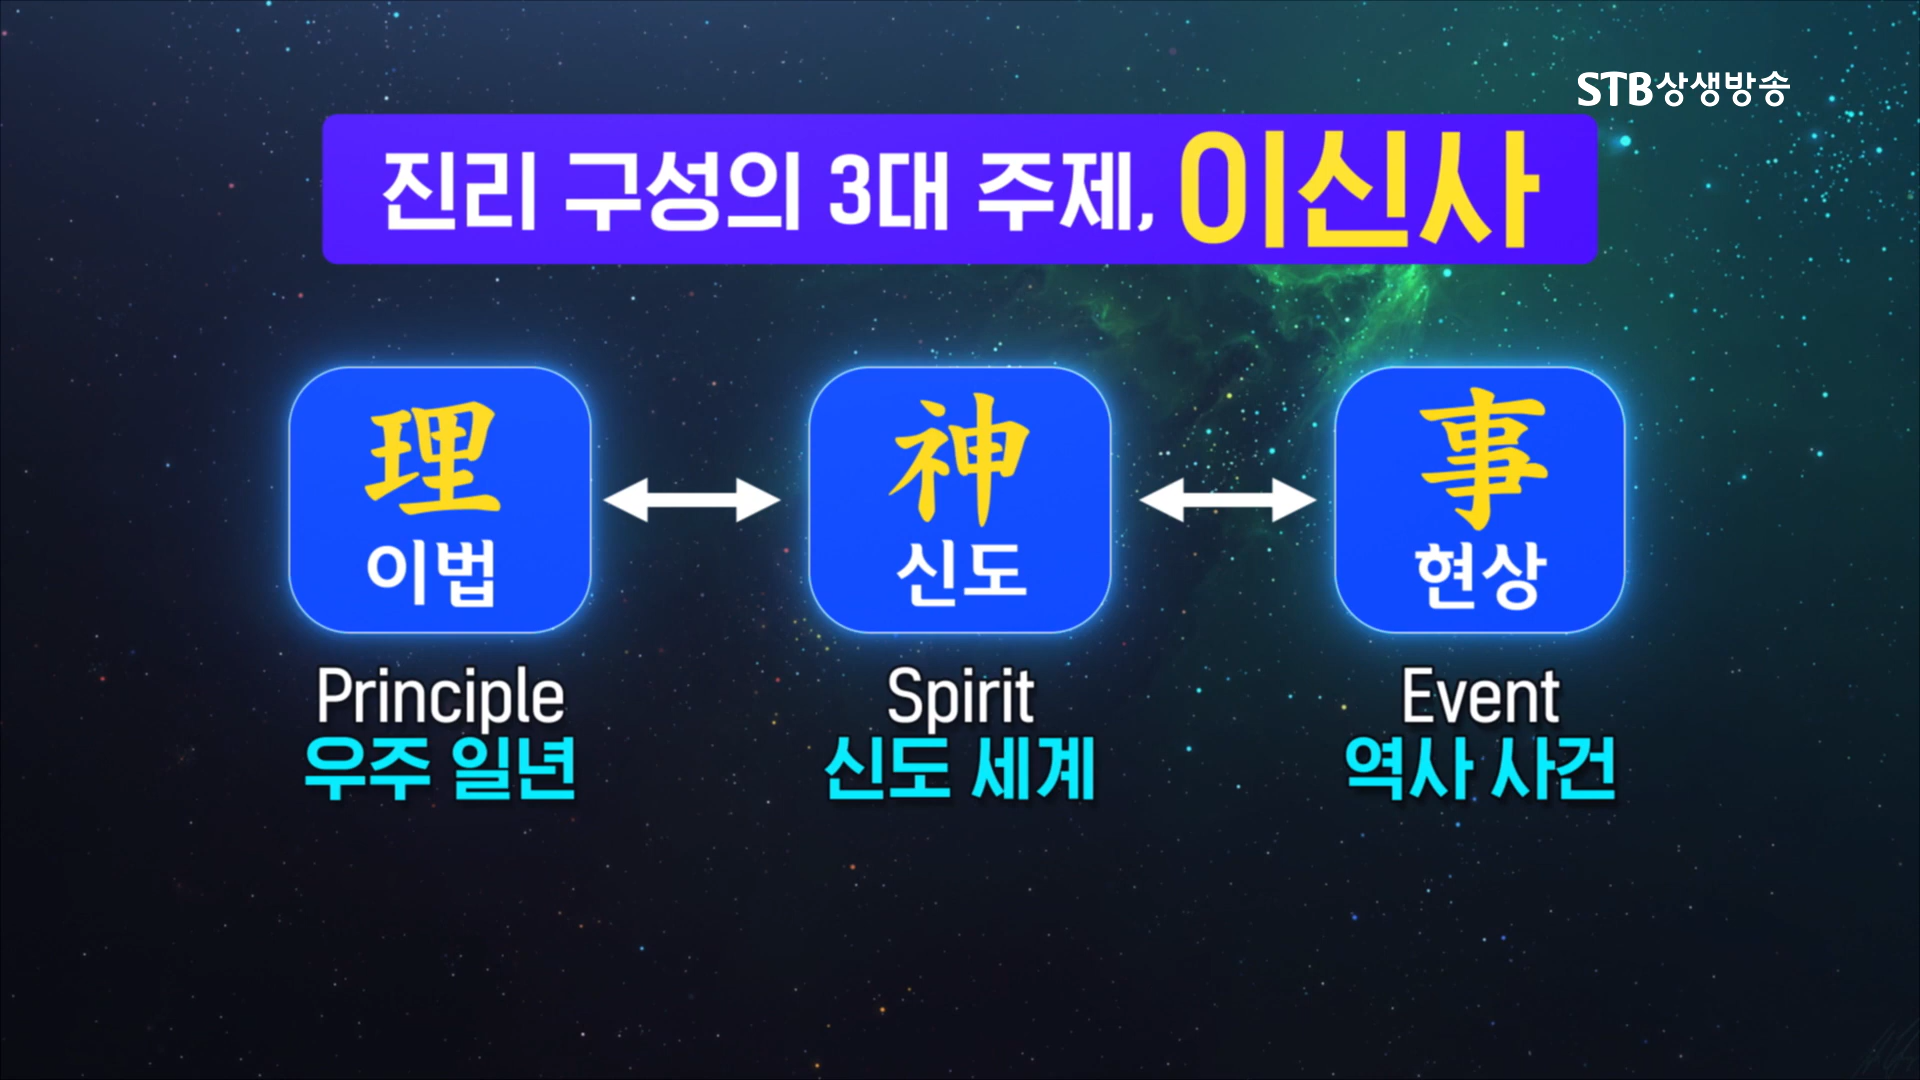 STB상생방송
진리 구성의 3대 주제, 이신사
理 神 事
이법 신도 현상
Principle Spirit Event
우주 일년 신도 세계 역사 사건